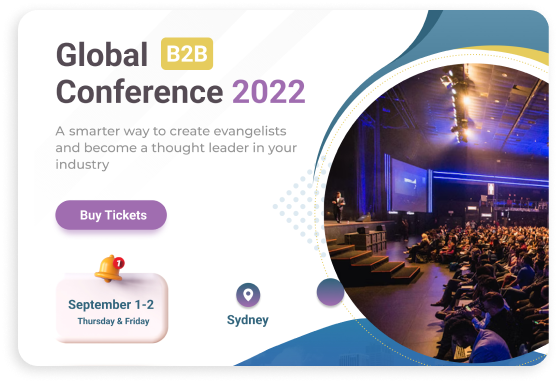 Global B2B
Conference 2022
A smarter way to create evangelists
and become a thought leader in your
industry
Buy Tickets
1
September 1-2
Thursday & Friday
Sydney